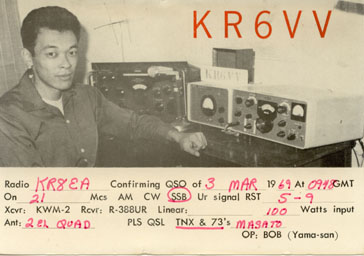 KR6VV
KR6VV
Radio KR8EA Confirming QSO of 3 MAR 1969 At 0948 GMT
On 21 Mcs AM CW SSB Ur signal RST 5-9
Xcvr: KWM-2 Rcvr: R-388UR Linear: 100 Watts input
Ant: 2 EL QUAD PLS QSL TNX & 73's MASATO
OP: BOB (Yama-san)